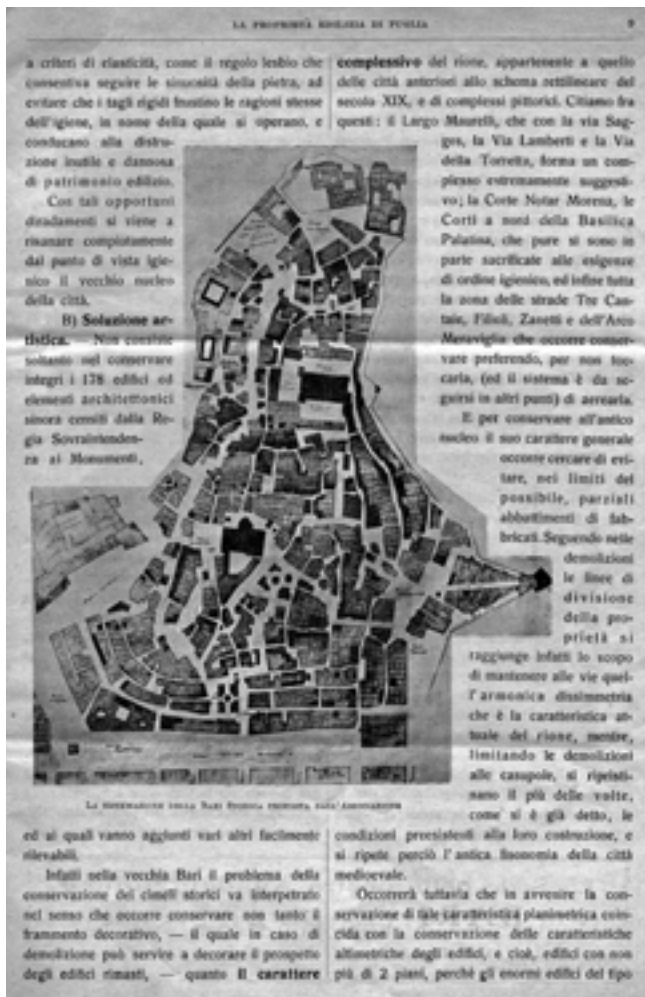 LA PROPRIETÀ EDILIZIA DI PUGLIA
9
a criteri di elasticità, come il regolo lesbio che
consentiva seguire le sinuosità della pietra, ad
evitare che i tagli rigidi frustino le ragioni stesse
dell'igiene, in nome della quale si operano, e
conducano alla distru-
zione inutile e dannosa
di patrimonio edilizio.
Con tali opportuni
diradamenti si viene a
risanare completamente
dal punto di vista igie-
nico il vecchio nucleo
della città.
B) Soluzione ar-
tistica. — Non consiste
soltanto nel conservare
integri i 178 edifici ed
elementi architettonici
sinora censiti dalla Re-
gia Sovraintenden-
za ai Monumenti,
ed ai quali vanno aggiunti vari altri facilmente
rilevabili.
Infatti nella vecchia Bari il problema della
conservazione dei cimelî storici va interpetrato
nel senso che occorre conservare non tanto il
frammento decorativo, — il quale in caso di
demolizione può servire a decorare il prospetto
degli edifici rimasti, — quanto il carattere
complessivo del rione, appartenente a quello
delle città anteriori allo schema rettilineare del
secolo XIX, e di complessi pittorici. Citiamo fra
questi: il Largo Maurelli, che con la via Sag-
ges, la Via Lamberti e la Via
della Torretta, forma un com-
plesso estremamente suggesti-
vo; la Corte Notar Morena, le
Corti a nord della Basilica
Palatina, che pure si sono in
parte sacrificate alle esigenze
di ordine igienico, ed infine tutta
la zona delle strade Tre Can-
taie, Filioli, Zanetti e dell'Arco
Meraviglia che occorre conser-
vare preferendo, per non toc-
carla, (ed il sistema è da se-
guirsi in altri punti) di aerearla.
E per conservare all'antico
nucleo il suo carattere generale
occorre cercare di evi-
tare, nei limiti del
possibile, parziali
abbattimenti di fab-
bricati. Seguendo nelle
demolizioni
le linee di
divisione
della pro-
prietà si
raggiunge infatti lo scopo
di mantenere alle vie quel-
l'armonica dissimmetria
che è la caratteristica at-
tuale del rione, mentre,
limitando le demolizioni
alle casupole, si ripristi-
nano il più delle volte,
come si è già detto, le
condizioni preesistenti alla loro costruzione, e
si ripete perciò l'antica fisonomia della città
medioevale.
Occorrerà tuttavia che in avvenire la con-
servazione di tale caratteristica planimetrica coin-
cida con la conservazione delle caratteristiche
altimetriche degli edifici, e cioè, edifici con non
più di 2 piani, perchè gli enormi edifici del tipo
LA SISTEMAZIONE DELLA BARI STORICA PROPOSTA DALL'ASSOCIAZIONE